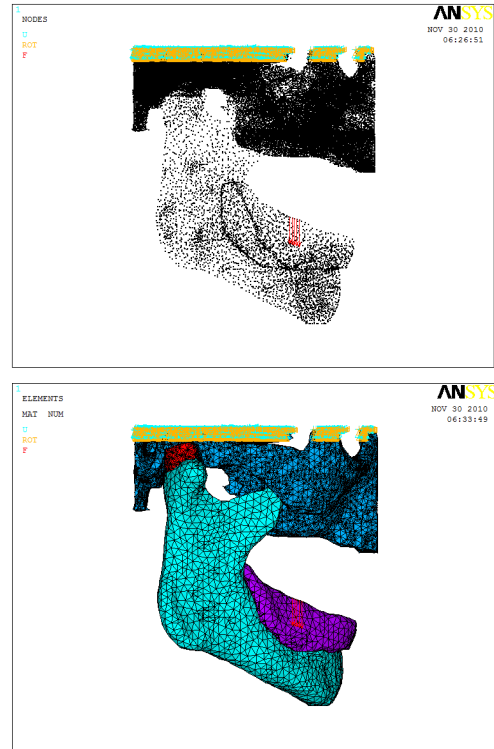 1
NODES
U
ROT
F
ANSYS
NOV 30 2010
06:26:51
1
ELEMENTS
MAT NUM
U
ROT
F
ANSYS
NOV 30 2010
06:33:49